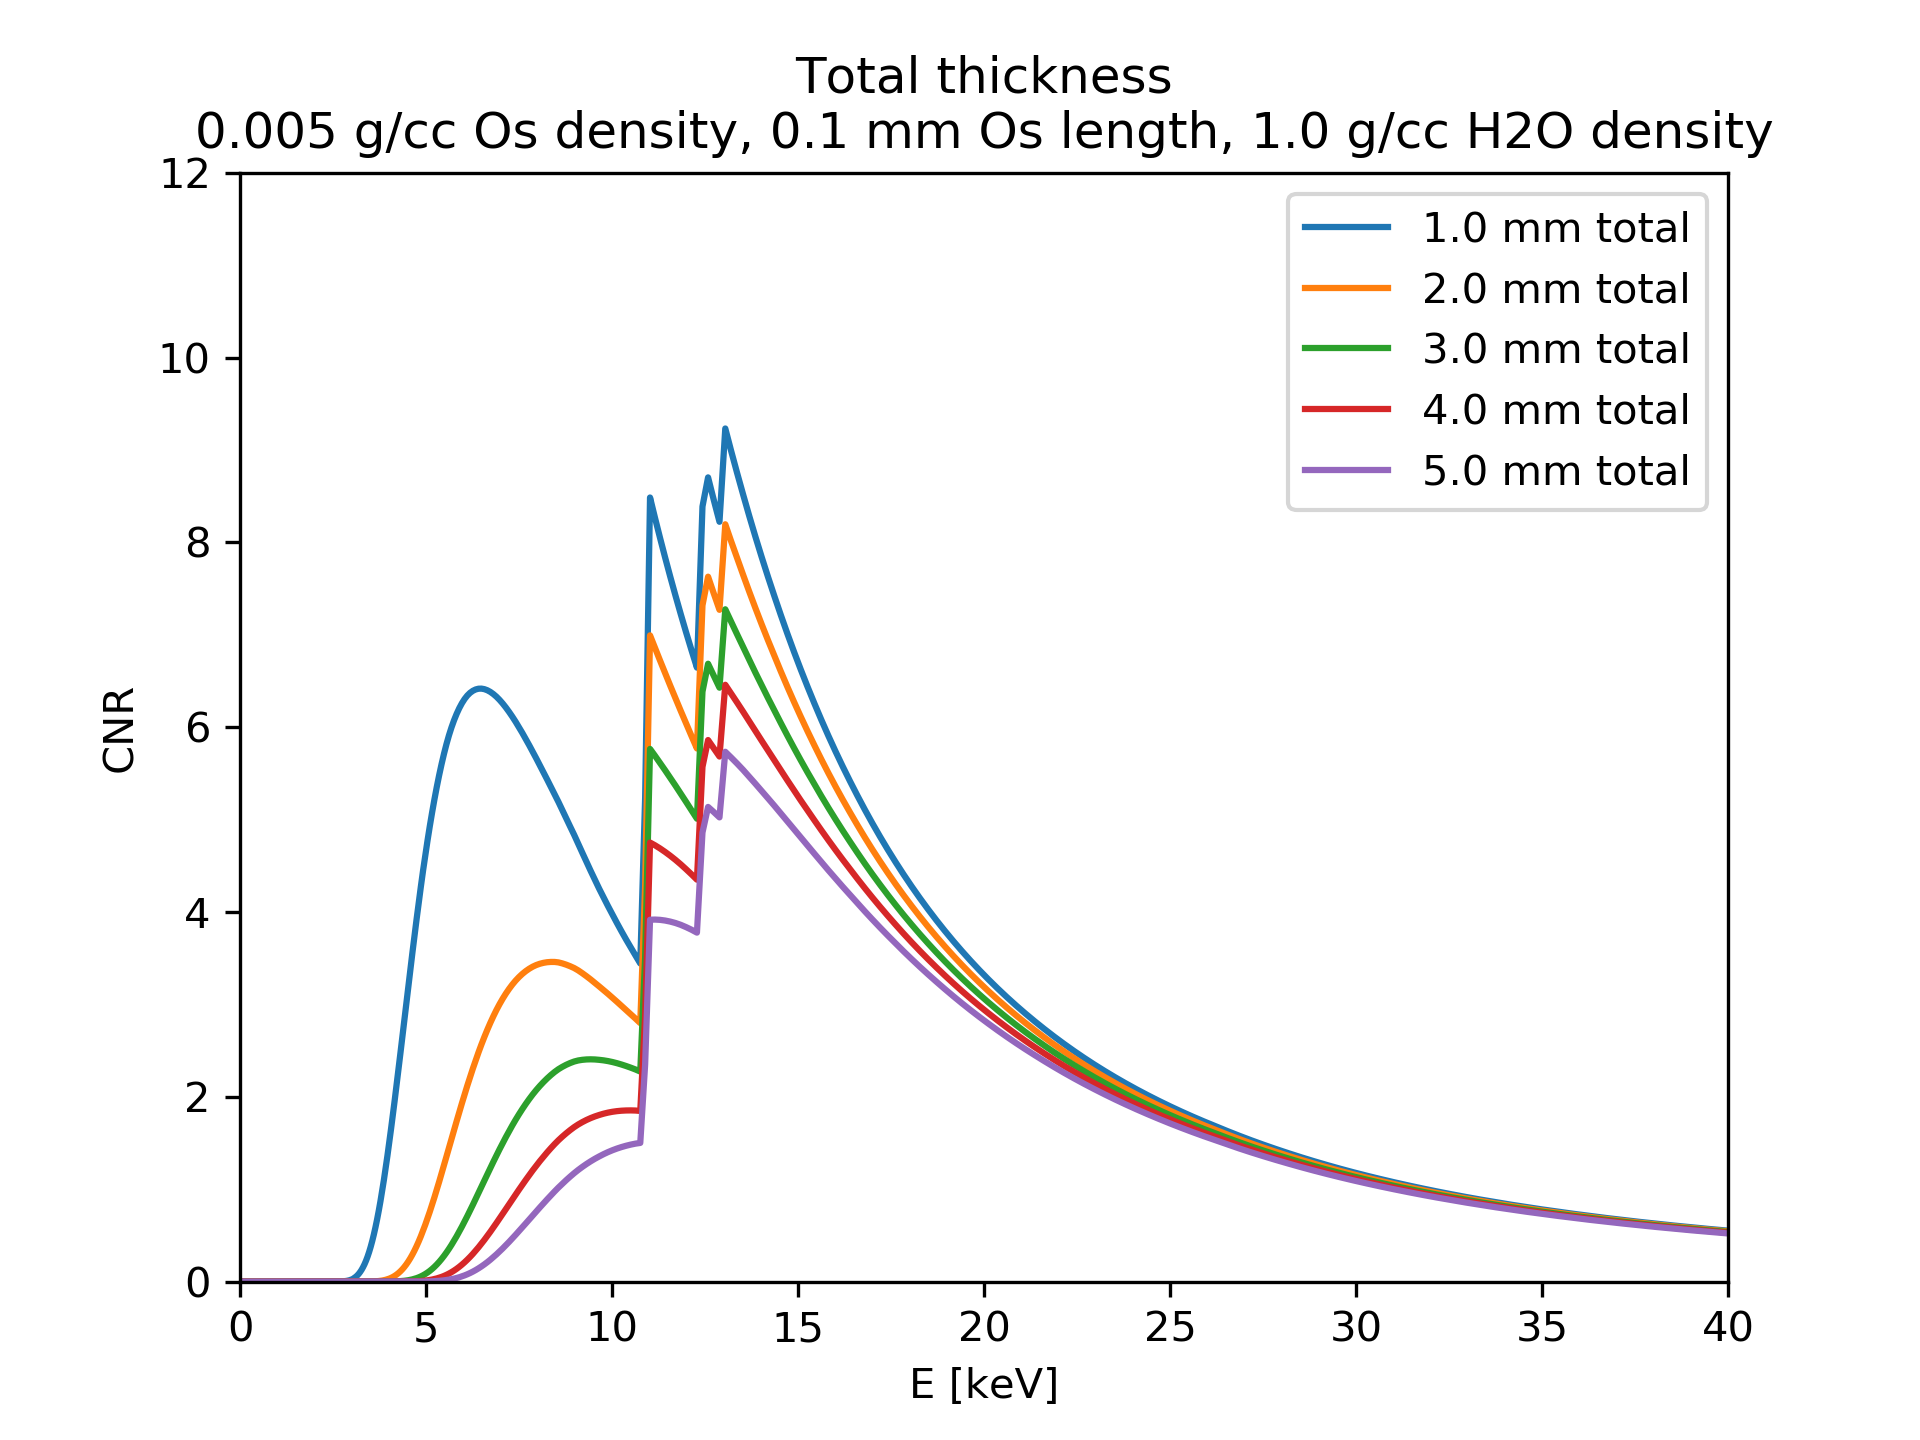 Total thickness
0.005 g/cc Os density, 0.1 mm Os length, 1.0 g/cc H2O density
12
10
8
6
4
2
0
CNR
1.0 mm total
2.0 mm total
3.0 mm total
4.0 mm total
5.0 mm total
0 5 10 15 20 25 30 35 40
E [keV]